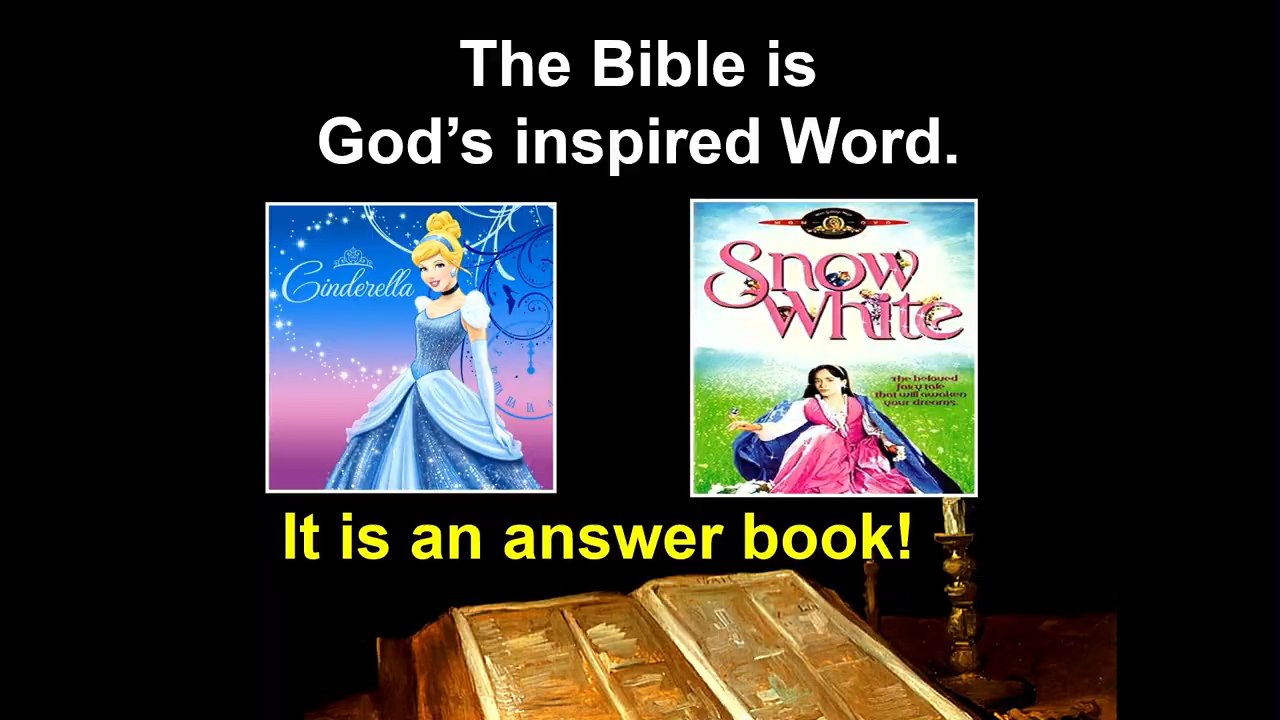 The Bible is
God’s inspired Word.
Cinderella
Snow
White
The beloved
fairy tale
that will awaken
your dreams.
It is an answer book!